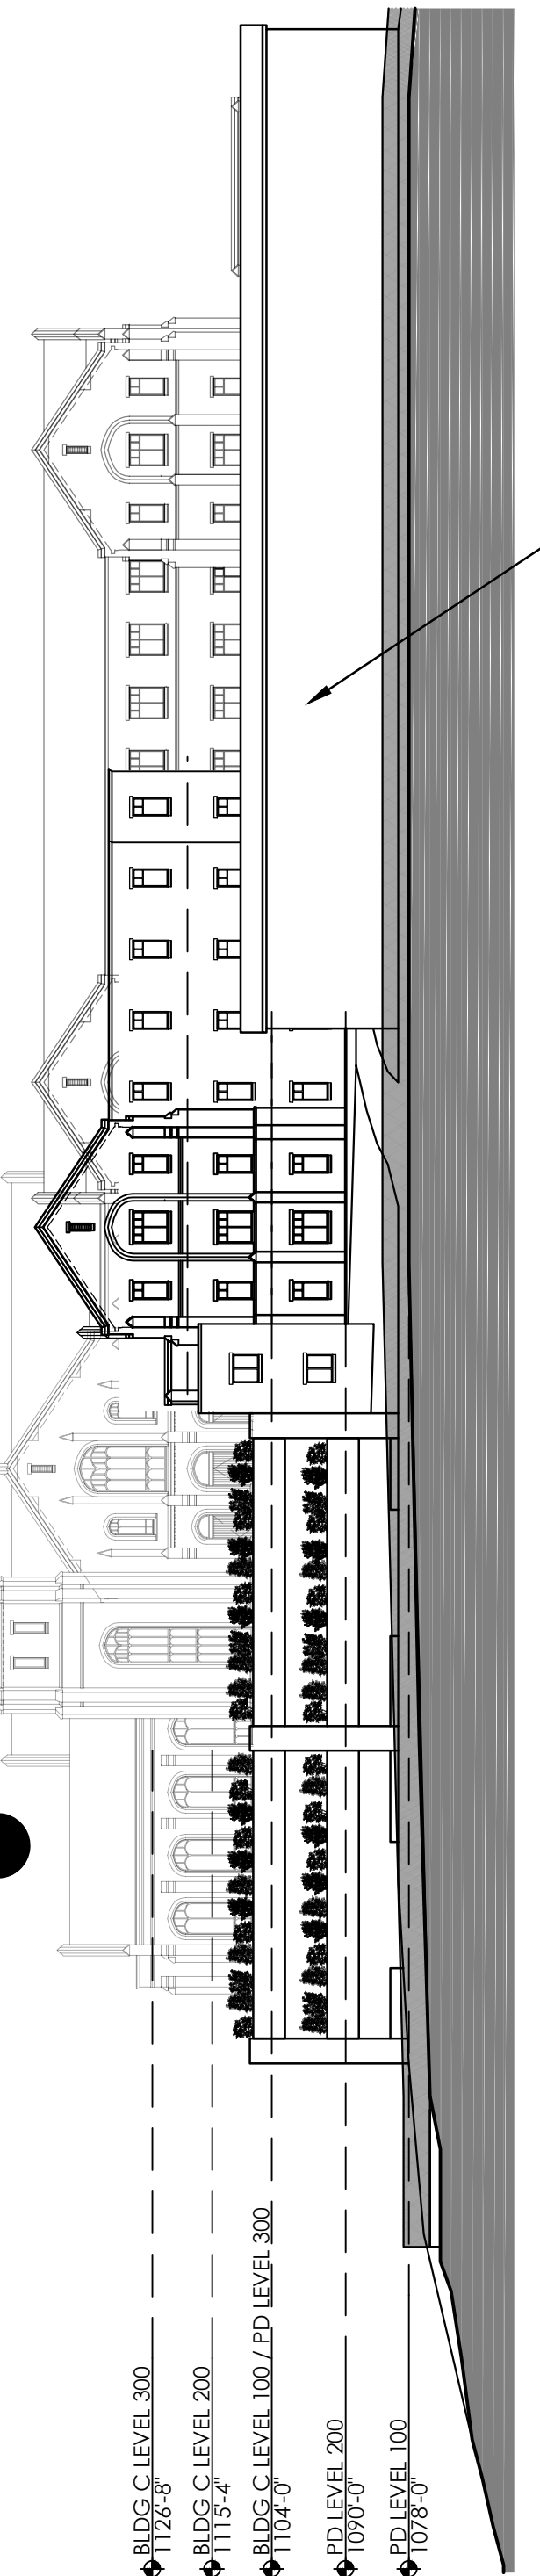 BLDG C LEVEL 300
1126'-8"
BLDG C LEVEL 200
1115'-4"
BLDG C LEVEL 100 / PD LEVEL 300
1104'-0"
PD LEVEL 200
1090'-0"
PD LEVEL 100
1078'-0"